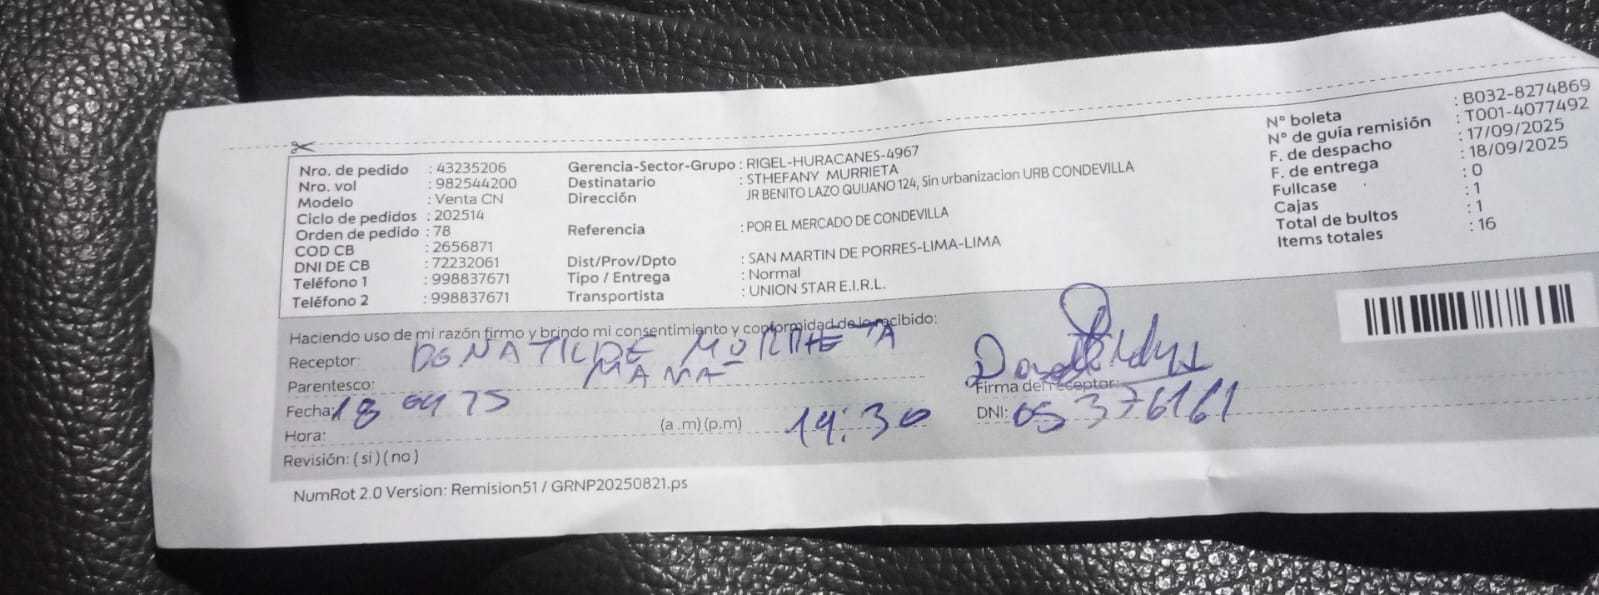 Nro. de pedido : 43235206
Nro. vol : 982544200
Modelo : Venta CN
Ciclo de pedidos : 202514
Orden de pedido : 78
COD CB : 2656871
DNI DE CB : 72232061
Teléfono 1 : 998837671
Teléfono 2 : 998837671
Gerencia-Sector-Grupo : RIGEL-HURACANES-4967
Destinatario : STHEFANY MURRIETA
Dirección JR BENITO LAZO QUIJANO 124, Sin urbanizacion URB CONDEVILLA
Referencia : POR EL MERCADO DE CONDEVILLA
Dist/Prov/Dpto : SAN MARTIN DE PORRES-LIMA-LIMA
Tipo / Entrega : Normal
Transportista : UNION STAR E.I.R.L.
N° boleta : B032-8274869
N° de guía remisión : T001-4077492
F. de despacho : 17/09/2025
F. de entrega : 18/09/2025
Fullcase : 0
Cajas : 1
Total de bultos : 1
Items totales : 16
Haciendo uso de mi razón firmo y brindo mi consentimiento y conformidad de lo recibido:
Receptor: MURRIETA
Parentesco: MAMA
Fecha: 18
Hora: (a .m) (p.m) 19:30
Revisión: ( si ) ( no )
Firma del receptor:
DNI: 05376161
NumRot 2.0 Version: Remision51 / GRNP20250821.ps